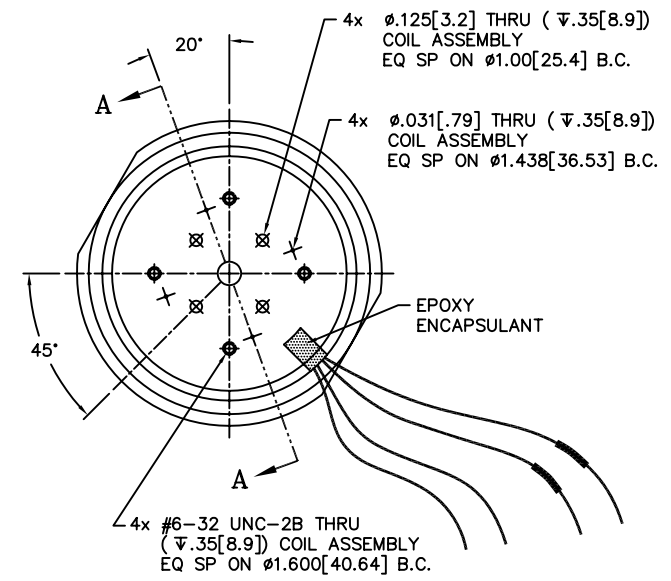 20°
4x ø.125[3.2] THRU ( ↧.35[8.9])
COIL ASSEMBLY
EQ SP ON ø1.00[25.4] B.C.
A
4x ø.031[.79] THRU ( ↧.35[8.9])
COIL ASSEMBLY
EQ SP ON ø1.438[36.53] B.C.
EPOXY
ENCAPSULANT
45°
A
4x #6-32 UNC-2B THRU
( ↧.35[8.9]) COIL ASSEMBLY
EQ SP ON ø1.600[40.64] B.C.